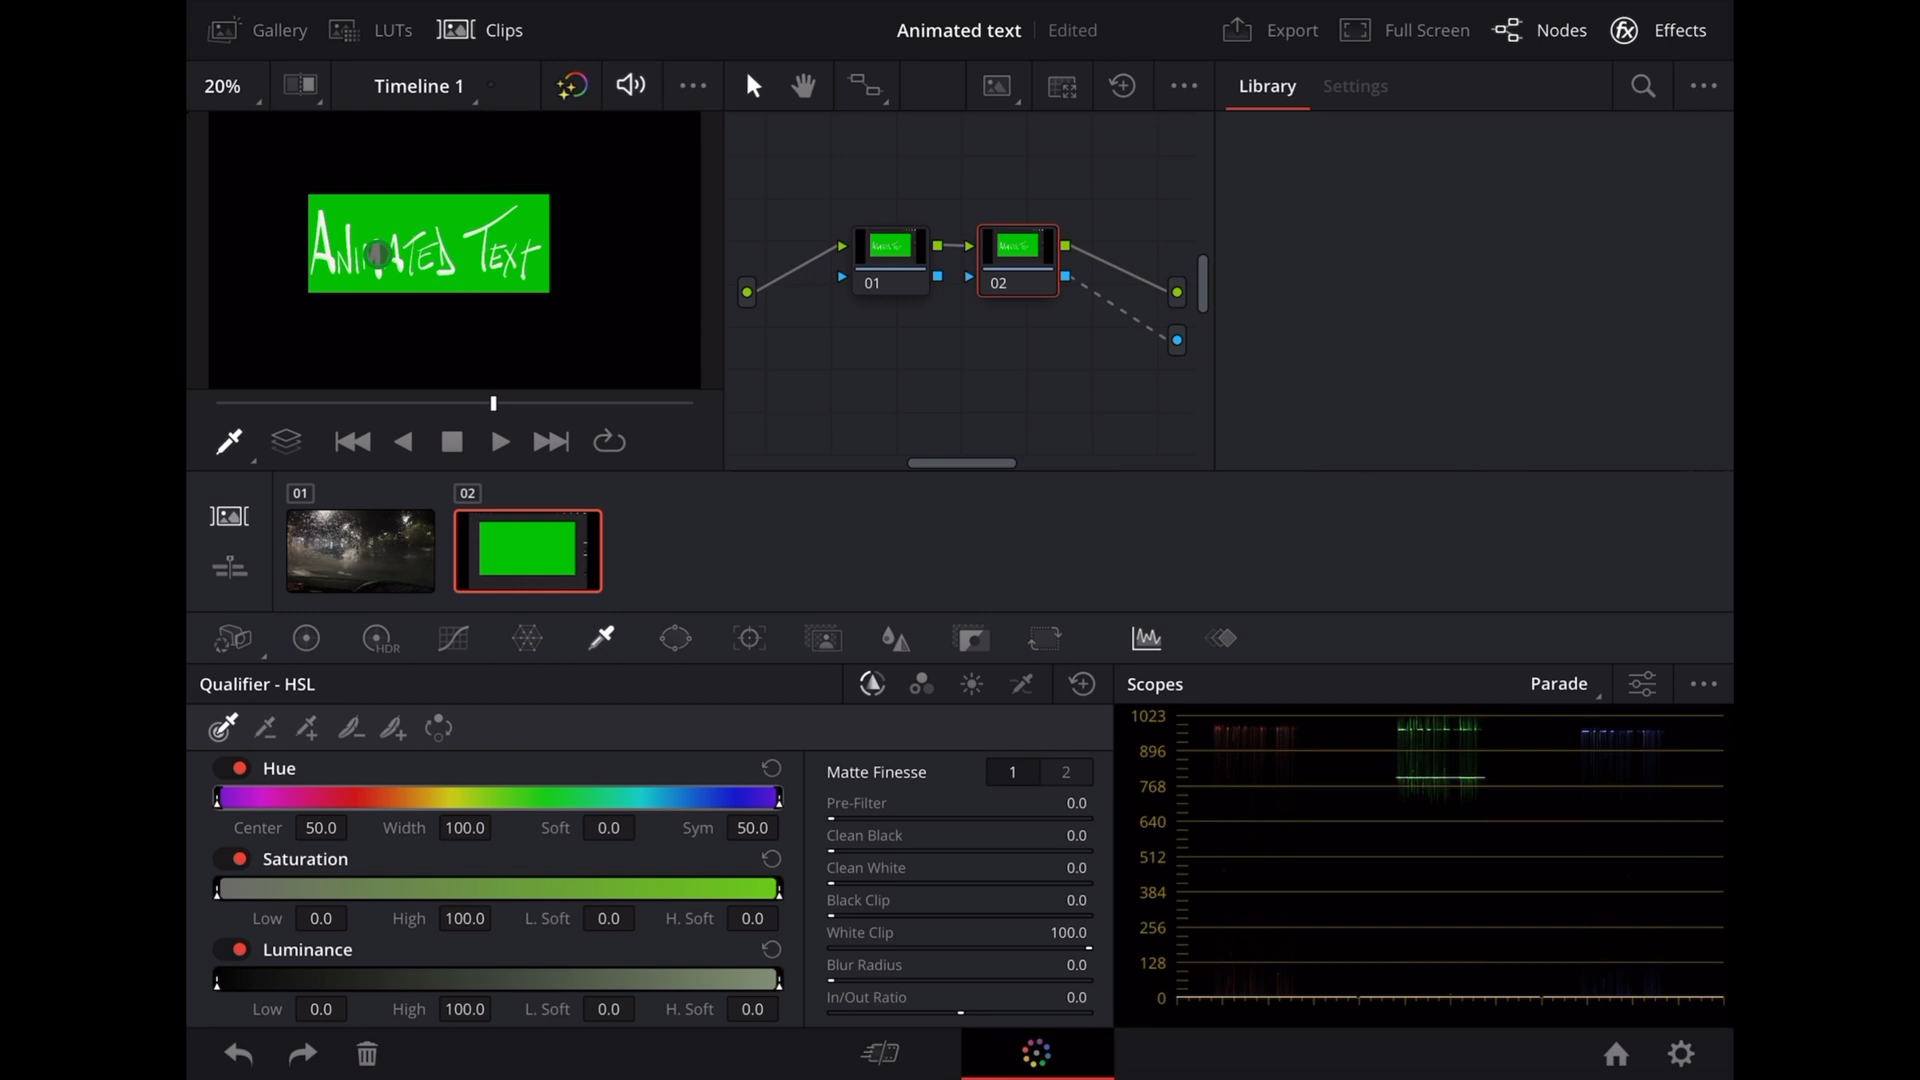 Gallery LUTs Clips Animated text Edited Export Full Screen Nodes fx Effects
20% Timeline 1 Library Settings
ANIMATED TEXT
01 02
01 02
HDR
Qualifier - HSL Scopes Parade
Hue
Center 50.0 Width 100.0 Soft 0.0 Sym 50.0
Saturation
Low 0.0 High 100.0 L. Soft 0.0 H. Soft 0.0
Luminance
Low 0.0 High 100.0 L. Soft 0.0 H. Soft 0.0
Matte Finesse 1 2
Pre-Filter 0.0
Clean Black 0.0
Clean White 0.0
Black Clip 0.0
White Clip 100.0
Blur Radius 0.0
In/Out Ratio 0.0
1023
896
768
640
512
384
256
128
0